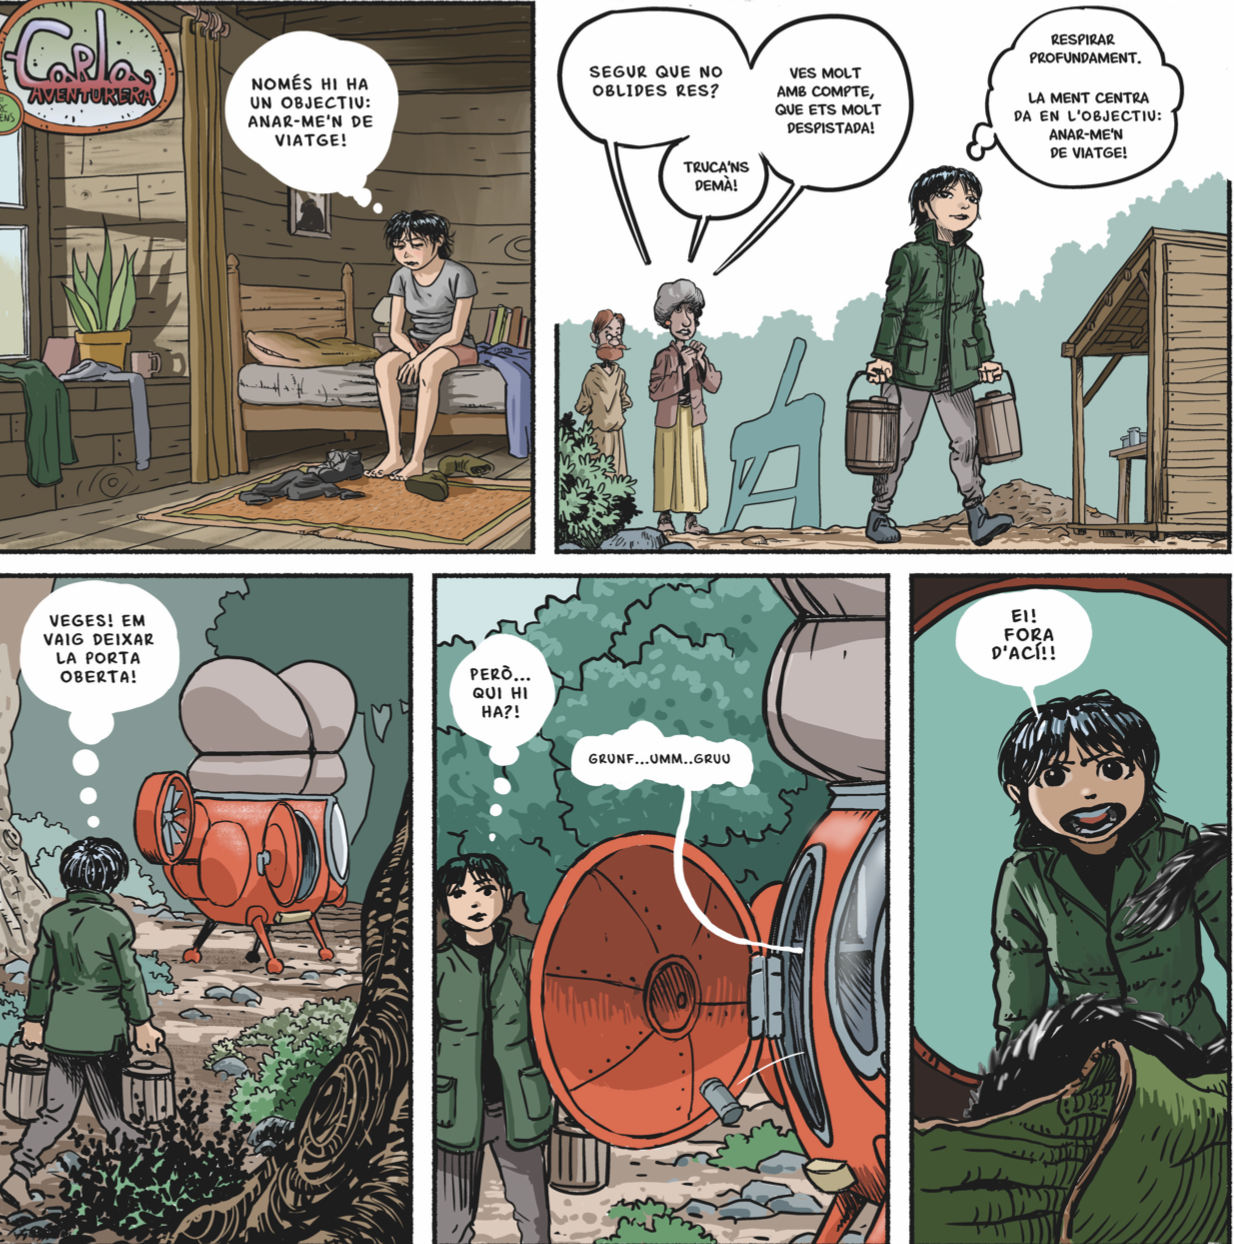 Carla
AVENTURERA
NOMÉS HI HA
UN OBJECTIU:
ANAR-ME'N DE
VIATGE!
SEGUR QUE NO
OBLIDES RES?
VES MOLT
AMB COMPTE,
QUE ETS MOLT
DESPISTADA!
TRUCA'NS
DEMÀ!
RESPIRAR
PROFUNDAMENT.
LA MENT CENTRA
DA EN L'OBJECTIU:
ANAR-ME'N
DE VIATGE!
VEGES! EM
VAIG DEIXAR
LA PORTA
OBERTA!
PERÒ...
QUI HI
HA?!
GRUNF...UMM..GRUU
EI!
FORA
D'ACÍ!!